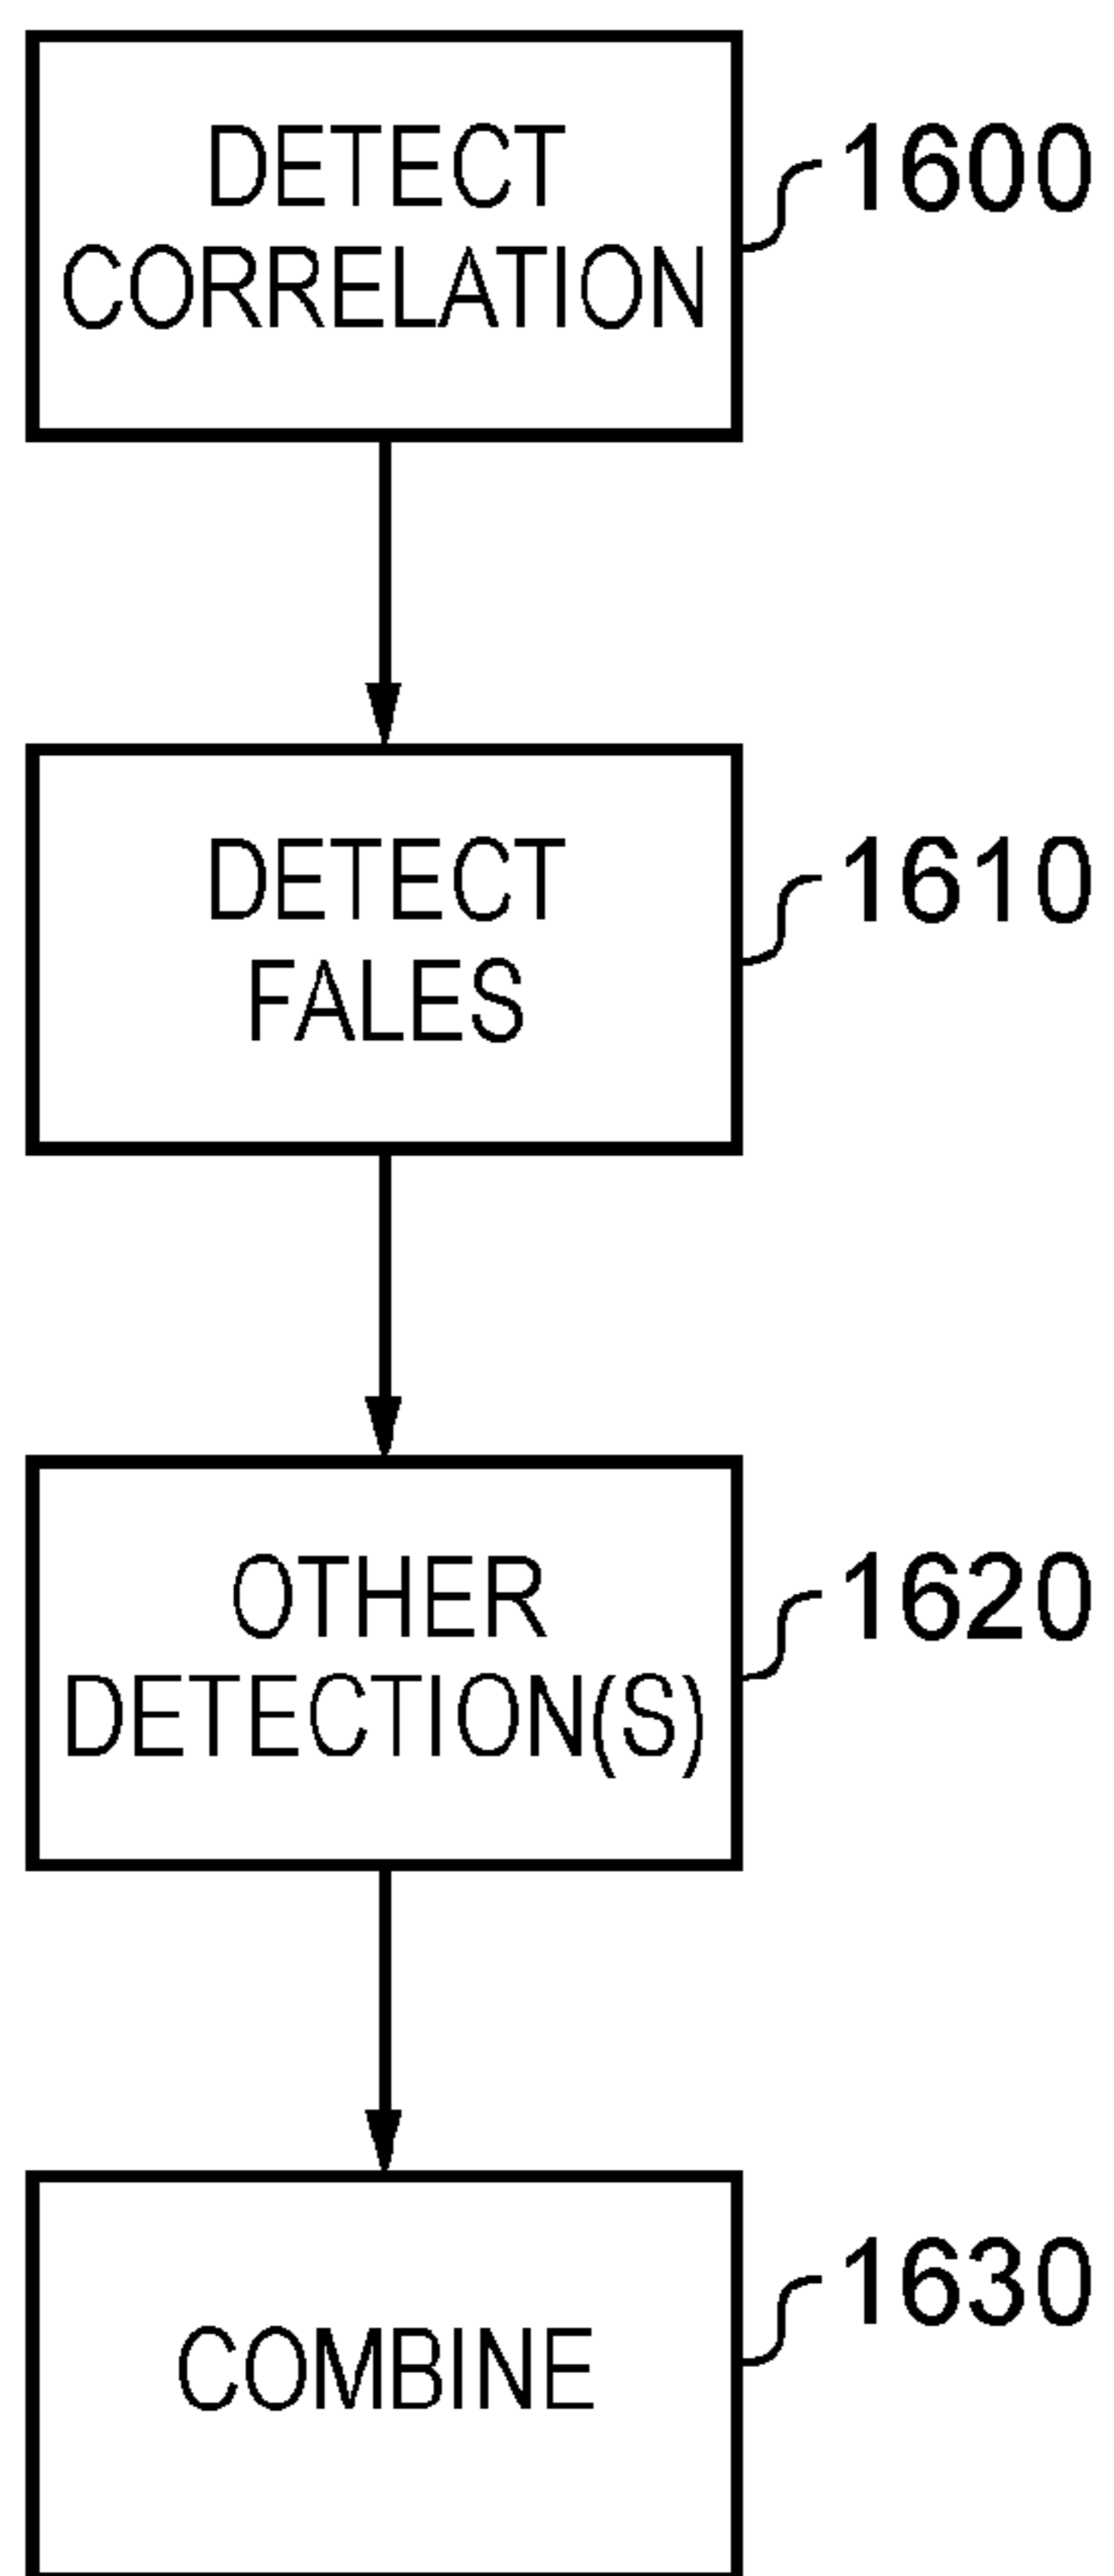 DETECT
CORRELATION
1600
DETECT
FALES
1610
OTHER
DETECTION(S)
1620
COMBINE
1630